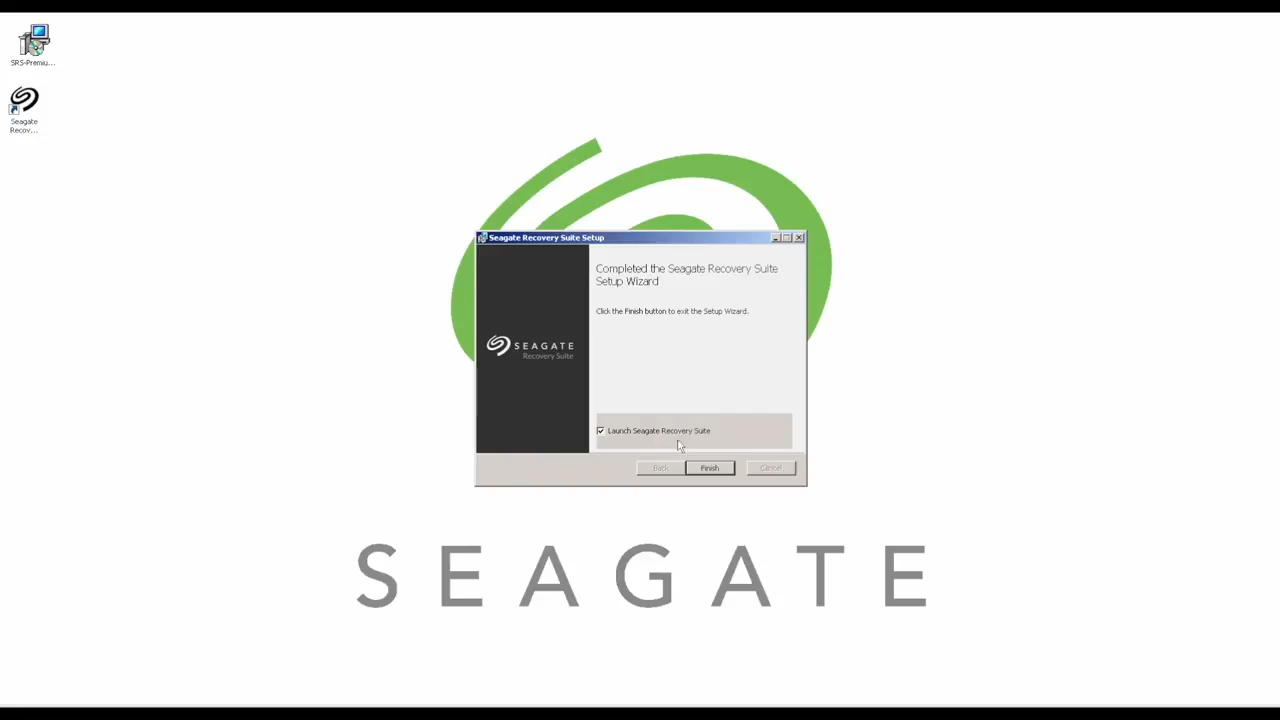 SRS-Premiu...
Seagate
Recov...
Seagate Recovery Suite Setup
Completed the Seagate Recovery Suite
Setup Wizard
Click the Finish button to exit the Setup Wizard.
SEAGATE
Recovery Suite
Launch Seagate Recovery Suite
Back
Finish
Cancel
SEAGATE